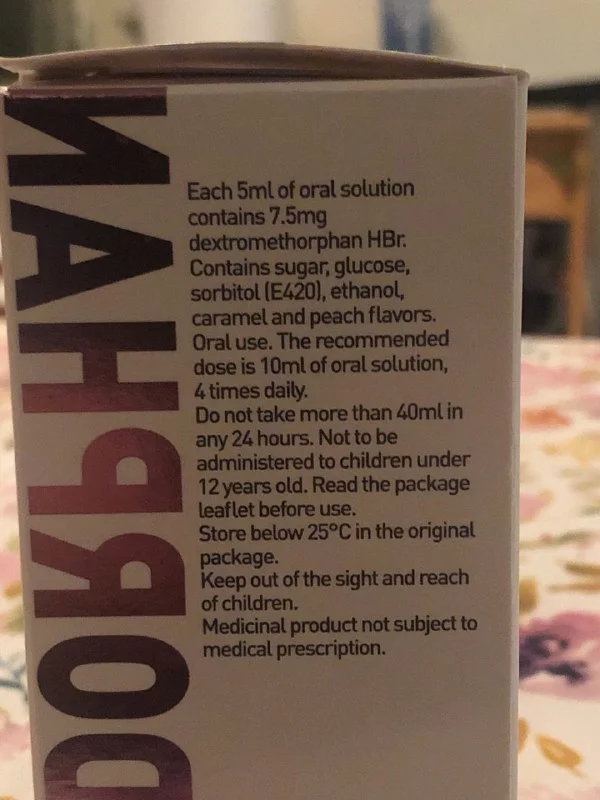 DORPHAN
Each 5ml of oral solution
contains 7.5mg
dextromethorphan HBr.
Contains sugar, glucose,
sorbitol (E420), ethanol,
caramel and peach flavors.
Oral use. The recommended
dose is 10ml of oral solution,
4 times daily.
Do not take more than 40ml in
any 24 hours. Not to be
administered to children under
12 years old. Read the package
leaflet before use.
Store below 25°C in the original
package.
Keep out of the sight and reach
of children.
Medicinal product not subject to
medical prescription.